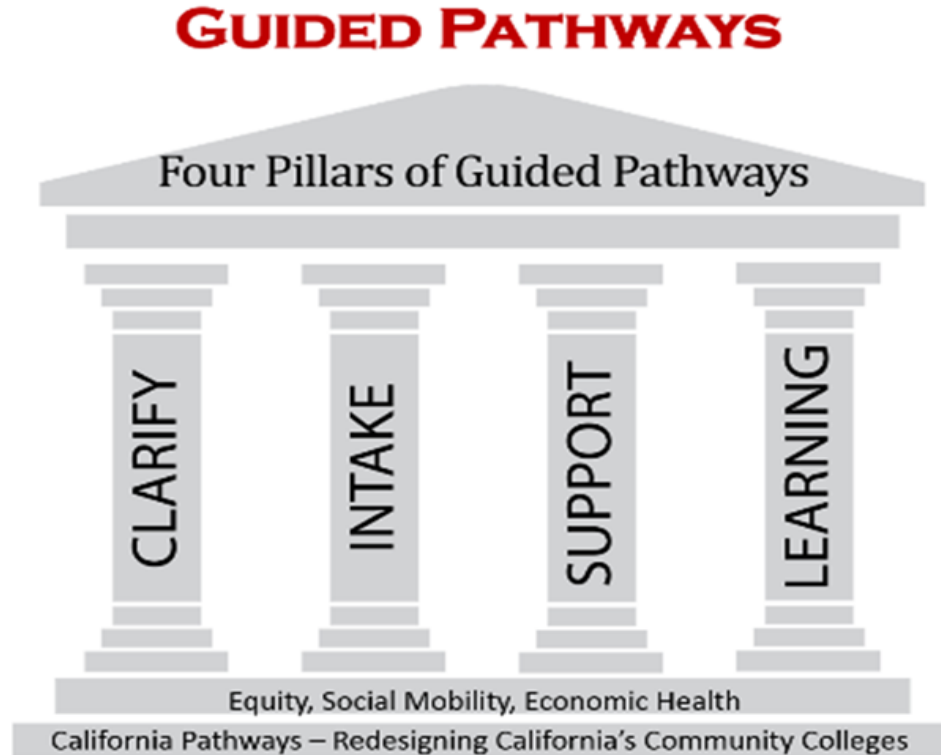 GUIDED PATHWAYS
Four Pillars of Guided Pathways
CLARIFY
INTAKE
SUPPORT
LEARNING
Equity, Social Mobility, Economic Health
California Pathways – Redesigning California's Community Colleges